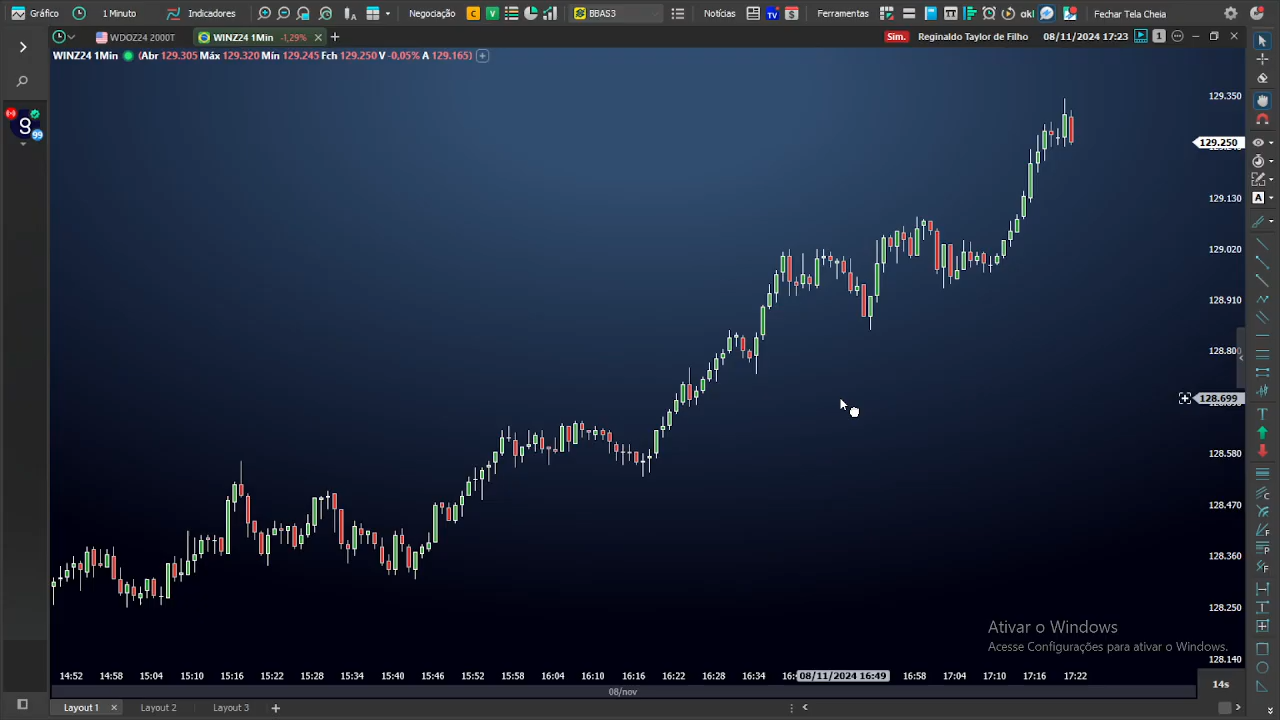 Gráfico 1 Minuto Indicadores Negociação C V BBAS3 Notícias TV $ Ferramentas okl Fechar Tela Cheia
WDOZ24 2000T WINZ24 1Min -1,29% Sim. Reginaldo Taylor de Filho 08/11/2024 17:23 1
WINZ24 1Min (Abr 129.305 Máx 129.320 Mín 129.245 Fch 129.250 V -0,05% A 129.165)
129.350
g
99
129.250
A
129.130
129.020
128.910
128.800
128.699
T
128.580
128.470
C
F
P
F
128.360
128.250
Ativar o Windows
Acesse Configurações para ativar o Windows.
128.140
14:52 14:58 15:04 15:10 15:16 15:22 15:28 15:34 15:40 15:46 15:52 15:58 16:04 16:10 16:16 16:22 16:28 16:34 08/11/2024 16:49 16:58 17:04 17:10 17:16 17:22
14s
08/nov
Layout 1 Layout 2 Layout 3